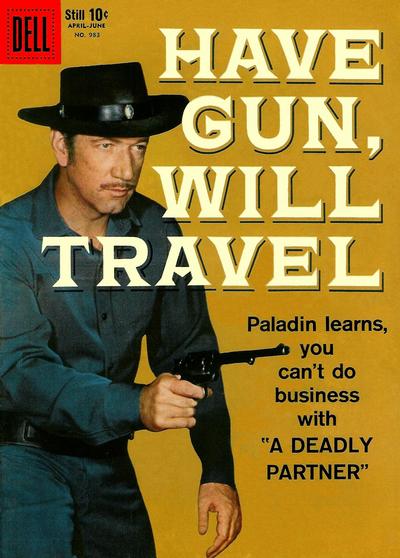 DELL
Still 10¢
APRIL-JUNE
NO. 983
HAVE
GUN,
WILL
TRAVEL
Paladin learns,
you
can't do
business
with
"A DEADLY
PARTNER"